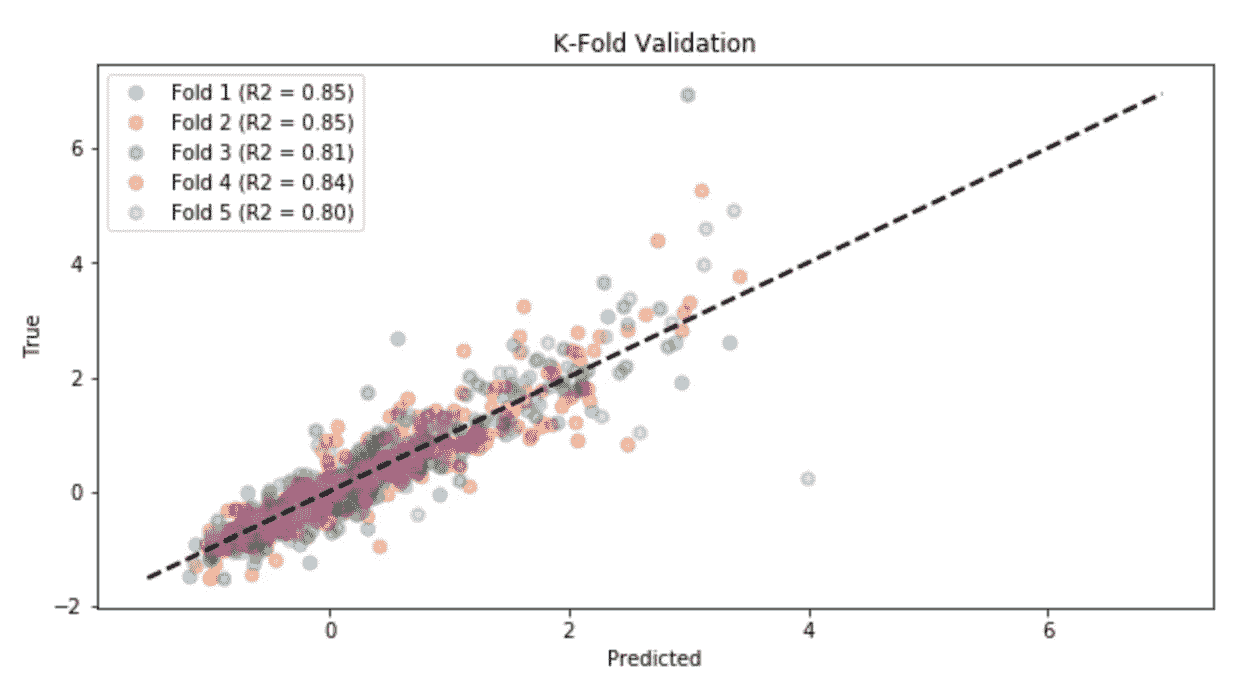 K-Fold Validation
Fold 1 (R2 = 0.85)
Fold 2 (R2 = 0.85)
Fold 3 (R2 = 0.81)
Fold 4 (R2 = 0.84)
Fold 5 (R2 = 0.80)
True
6
4
2
0
−2
0 2 4 6
Predicted